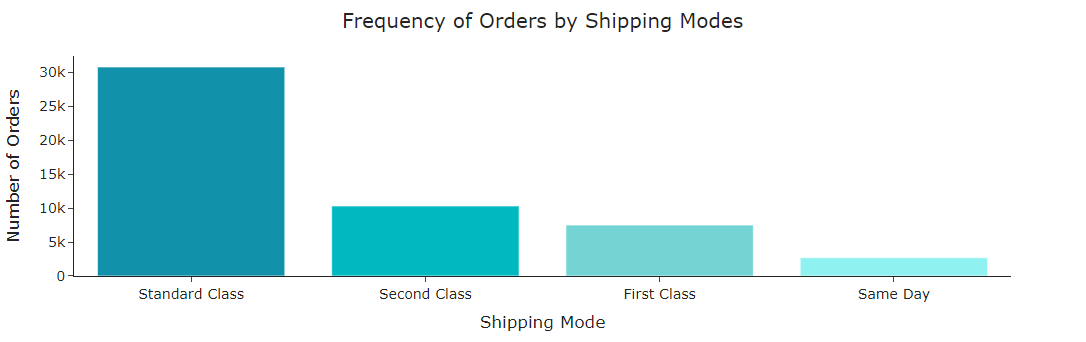 Frequency of Orders by Shipping Modes
Number of Orders
30k
25k
20k
15k
10k
5k
0
Standard Class
Second Class
First Class
Same Day
Shipping Mode